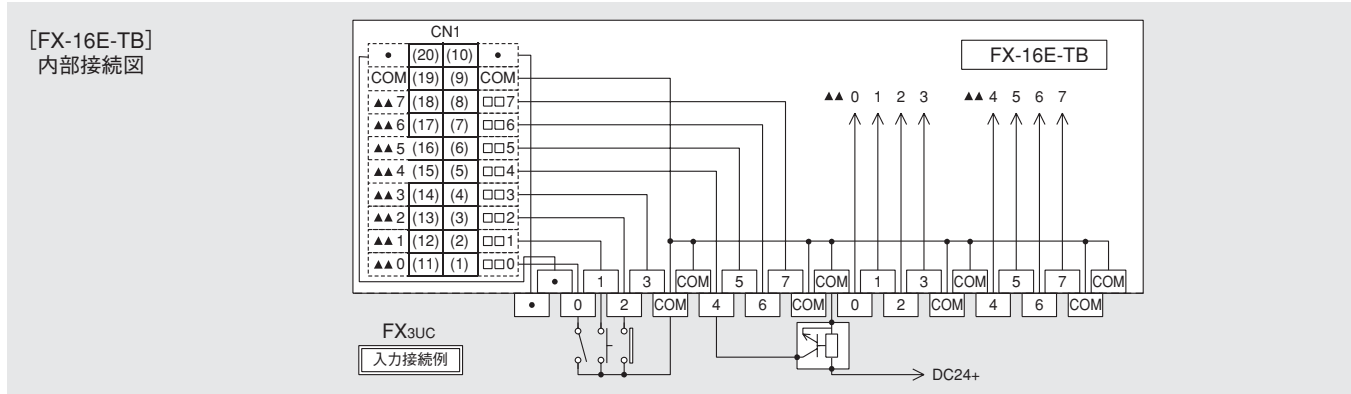 ［FX-16E-TB］
内部接続図
CN1
FX-16E-TB
• (20) (10) •
COM (19) (9) COM
▲▲7 (18) (8) □□7
▲▲6 (17) (7) □□6
▲▲5 (16) (6) □□5
▲▲4 (15) (5) □□4
▲▲3 (14) (4) □□3
▲▲2 (13) (3) □□2
▲▲1 (12) (2) □□1
▲▲0 (11) (1) □□0
▲▲ 0 1 2 3 ▲▲ 4 5 6 7
• 1 3 COM 5 7 COM 1 3 COM 5 7 COM
• 0 2 COM 4 6 COM 0 2 COM 4 6 COM
FX3UC
入力接続例
DC24+